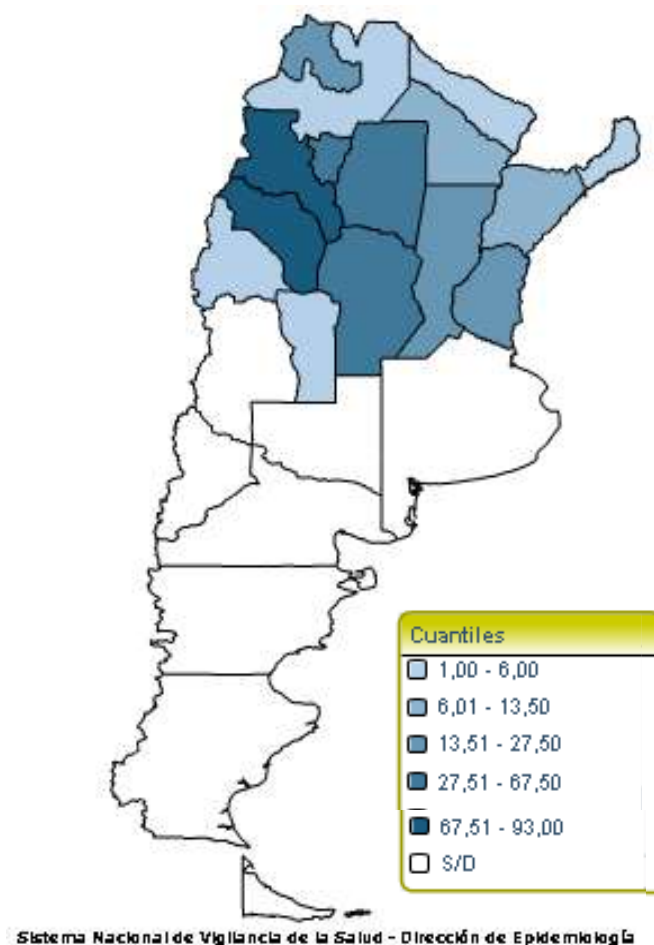 Cuantiles
1,00 - 6,00
6,01 - 13,50
13,51 - 27,50
27,51 - 67,50
67,51 - 93,00
S/D
Sistema Nacional de Vigilancia de la Salud - Dirección de Epidemiología